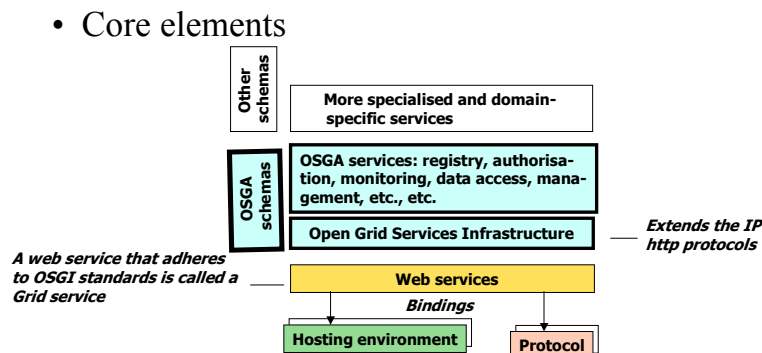 • Core elements
Other
schemas
More specialised and domain-
specific services
OSGA
schemas
OSGA services: registry, authorisa-
tion, monitoring, data access, mana-
gement, etc., etc.
Open Grid Services Infrastructure
Extends the IP
http protocols
A web service that adheres
to OSGI standards is called a
Grid service
Web services
Bindings
Hosting environment
Protocol